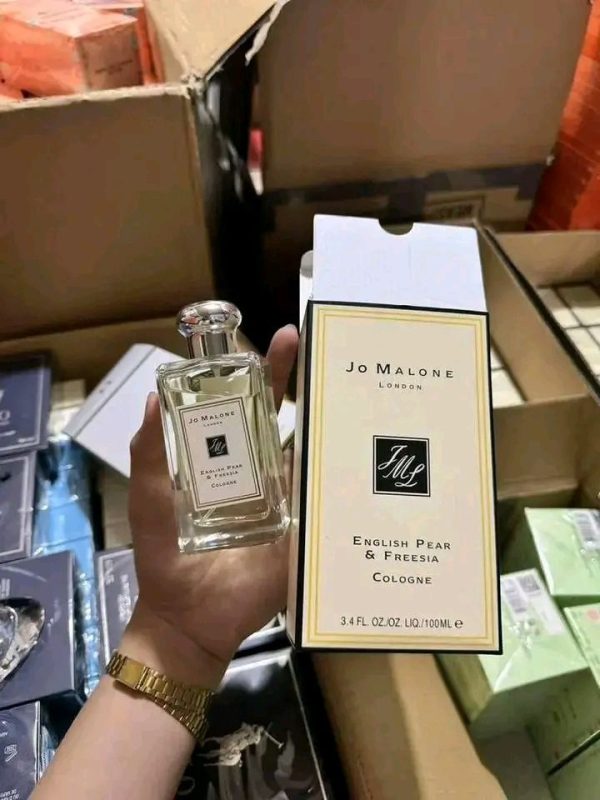 JO MALONE
LONDON
JMS
ENGLISH PEAR
& FREESIA
COLOGNE
JO MALONE
LONDON
JML
ENGLISH PEAR
& FREESIA
COLOGNE
3.4 FL. OZ./OZ. LIQ./100ML ℮